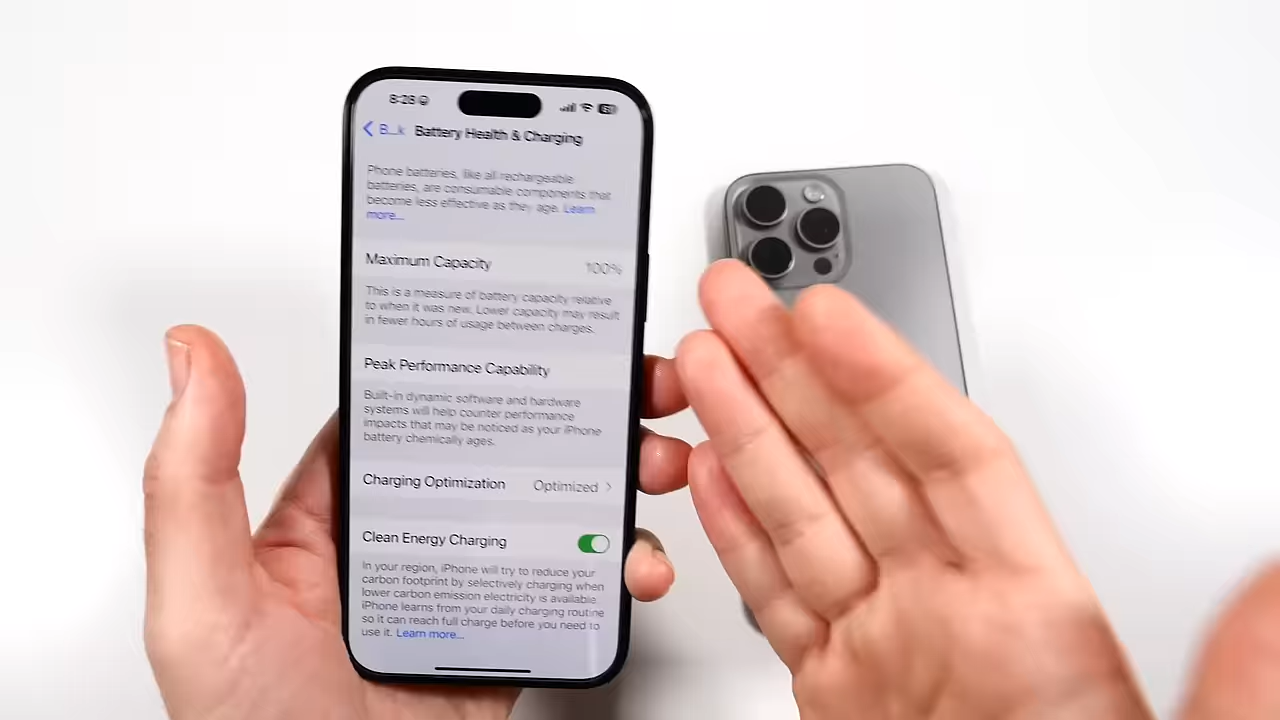 8:28
B...k Battery Health & Charging
Phone batteries, like all rechargeable
batteries, are consumable components that
become less effective as they age. Learn
more...
Maximum Capacity 100%
This is a measure of battery capacity relative
to when it was new. Lower capacity may result
in fewer hours of usage between charges.
Peak Performance Capability
Built-in dynamic software and hardware
systems will help counter performance
impacts that may be noticed as your iPhone
battery chemically ages.
Charging Optimization Optimized
Clean Energy Charging
In your region, iPhone will try to reduce your
carbon footprint by selectively charging when
lower carbon emission electricity is available.
iPhone learns from your daily charging routine
so it can reach full charge before you need to
use it. Learn more...